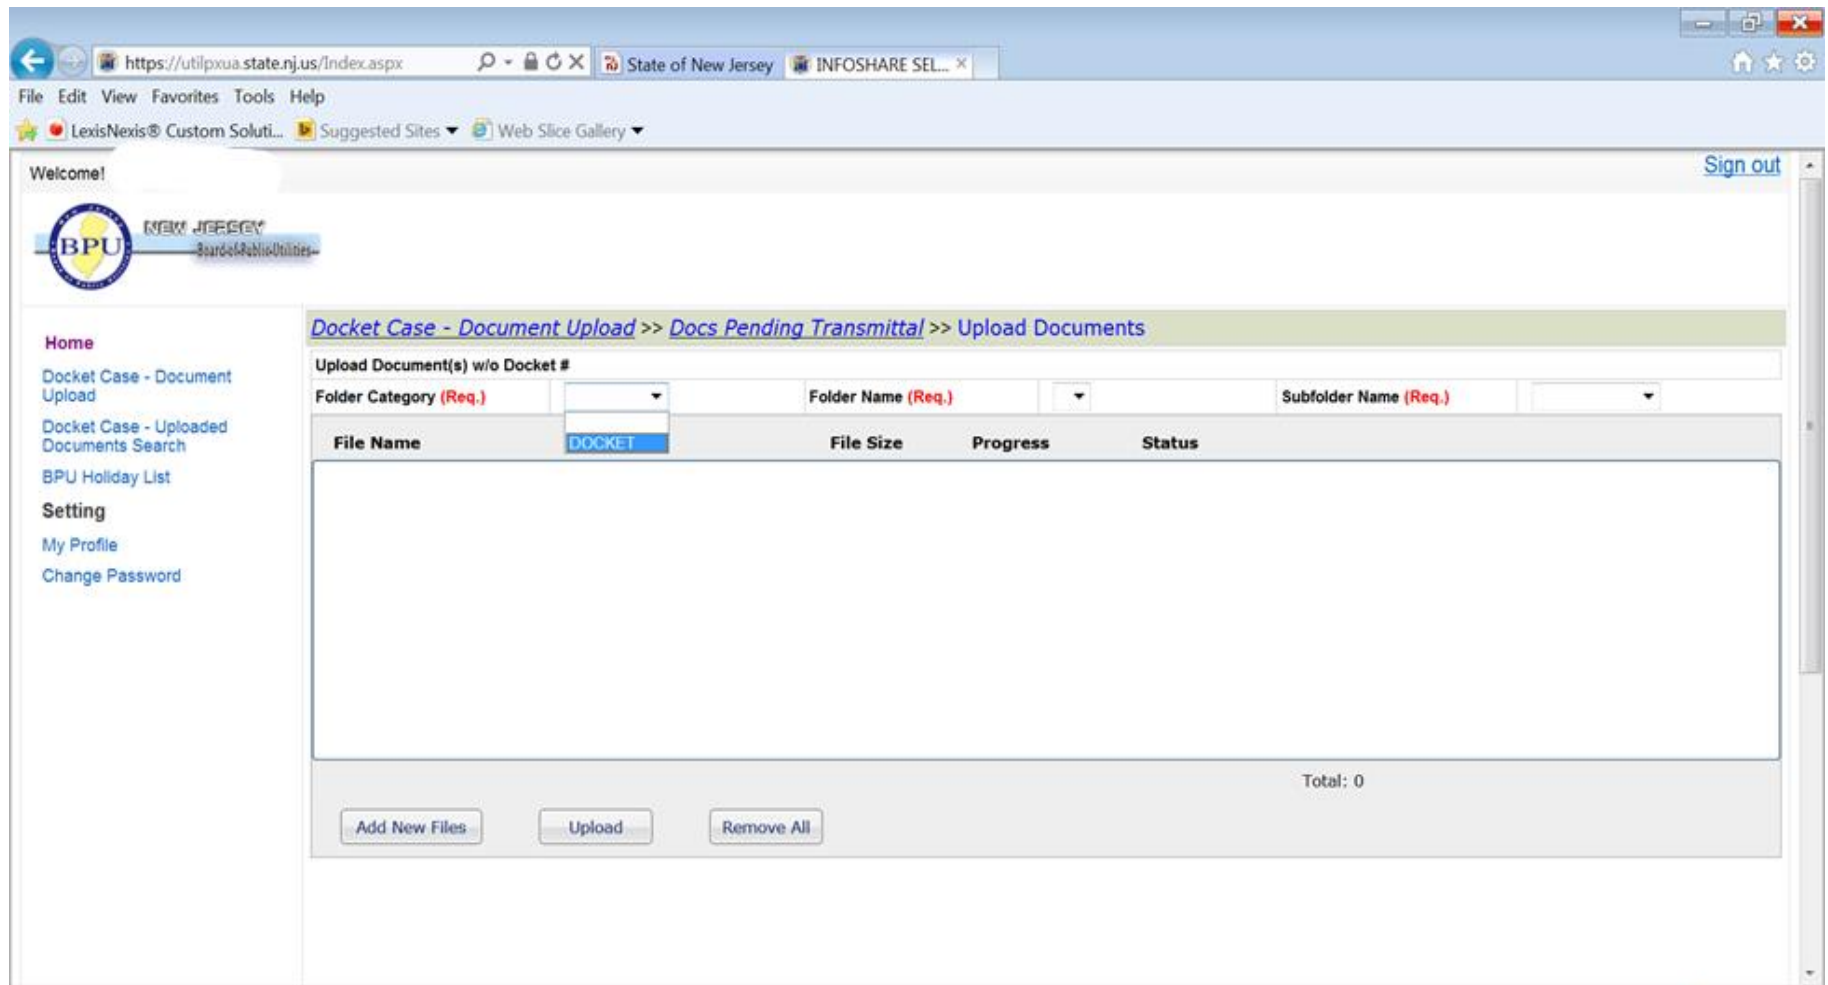 https://utilpxua.state.nj.us/Index.aspx
State of New Jersey
INFOSHARE SEL...
File Edit View Favorites Tools Help
LexisNexis® Custom Soluti... Suggested Sites Web Slice Gallery
Welcome!
Sign out
BPU
NEW JERSEY
Board of Public Utilities
Home
Docket Case - Document
Upload
Docket Case - Uploaded
Documents Search
BPU Holiday List
Setting
My Profile
Change Password
Docket Case - Document Upload >> Docs Pending Transmittal >> Upload Documents
Upload Document(s) w/o Docket #
Folder Category (Req.) Folder Name (Req.) Subfolder Name (Req.)
DOCKET
File Name File Size Progress Status
Total: 0
Add New Files Upload Remove All